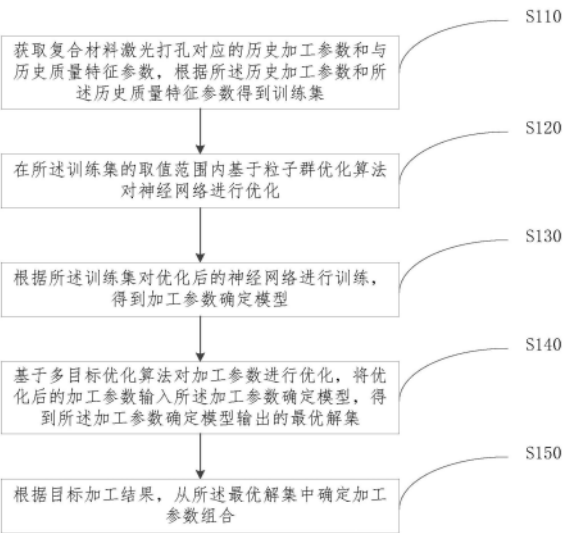 S110
获取复合材料激光打孔对应的历史加工参数和与
历史质量特征参数，根据所述历史加工参数和所
述历史质量特征参数得到训练集
S120
在所述训练集的取值范围内基于粒子群优化算法
对神经网络进行优化
S130
根据所述训练集对优化后的神经网络进行训练，
得到加工参数确定模型
S140
基于多目标优化算法对加工参数进行优化，将优
化后的加工参数输入所述加工参数确定模型，得
到所述加工参数确定模型输出的最优解集
S150
根据目标加工结果，从所述最优解集中确定加工
参数组合